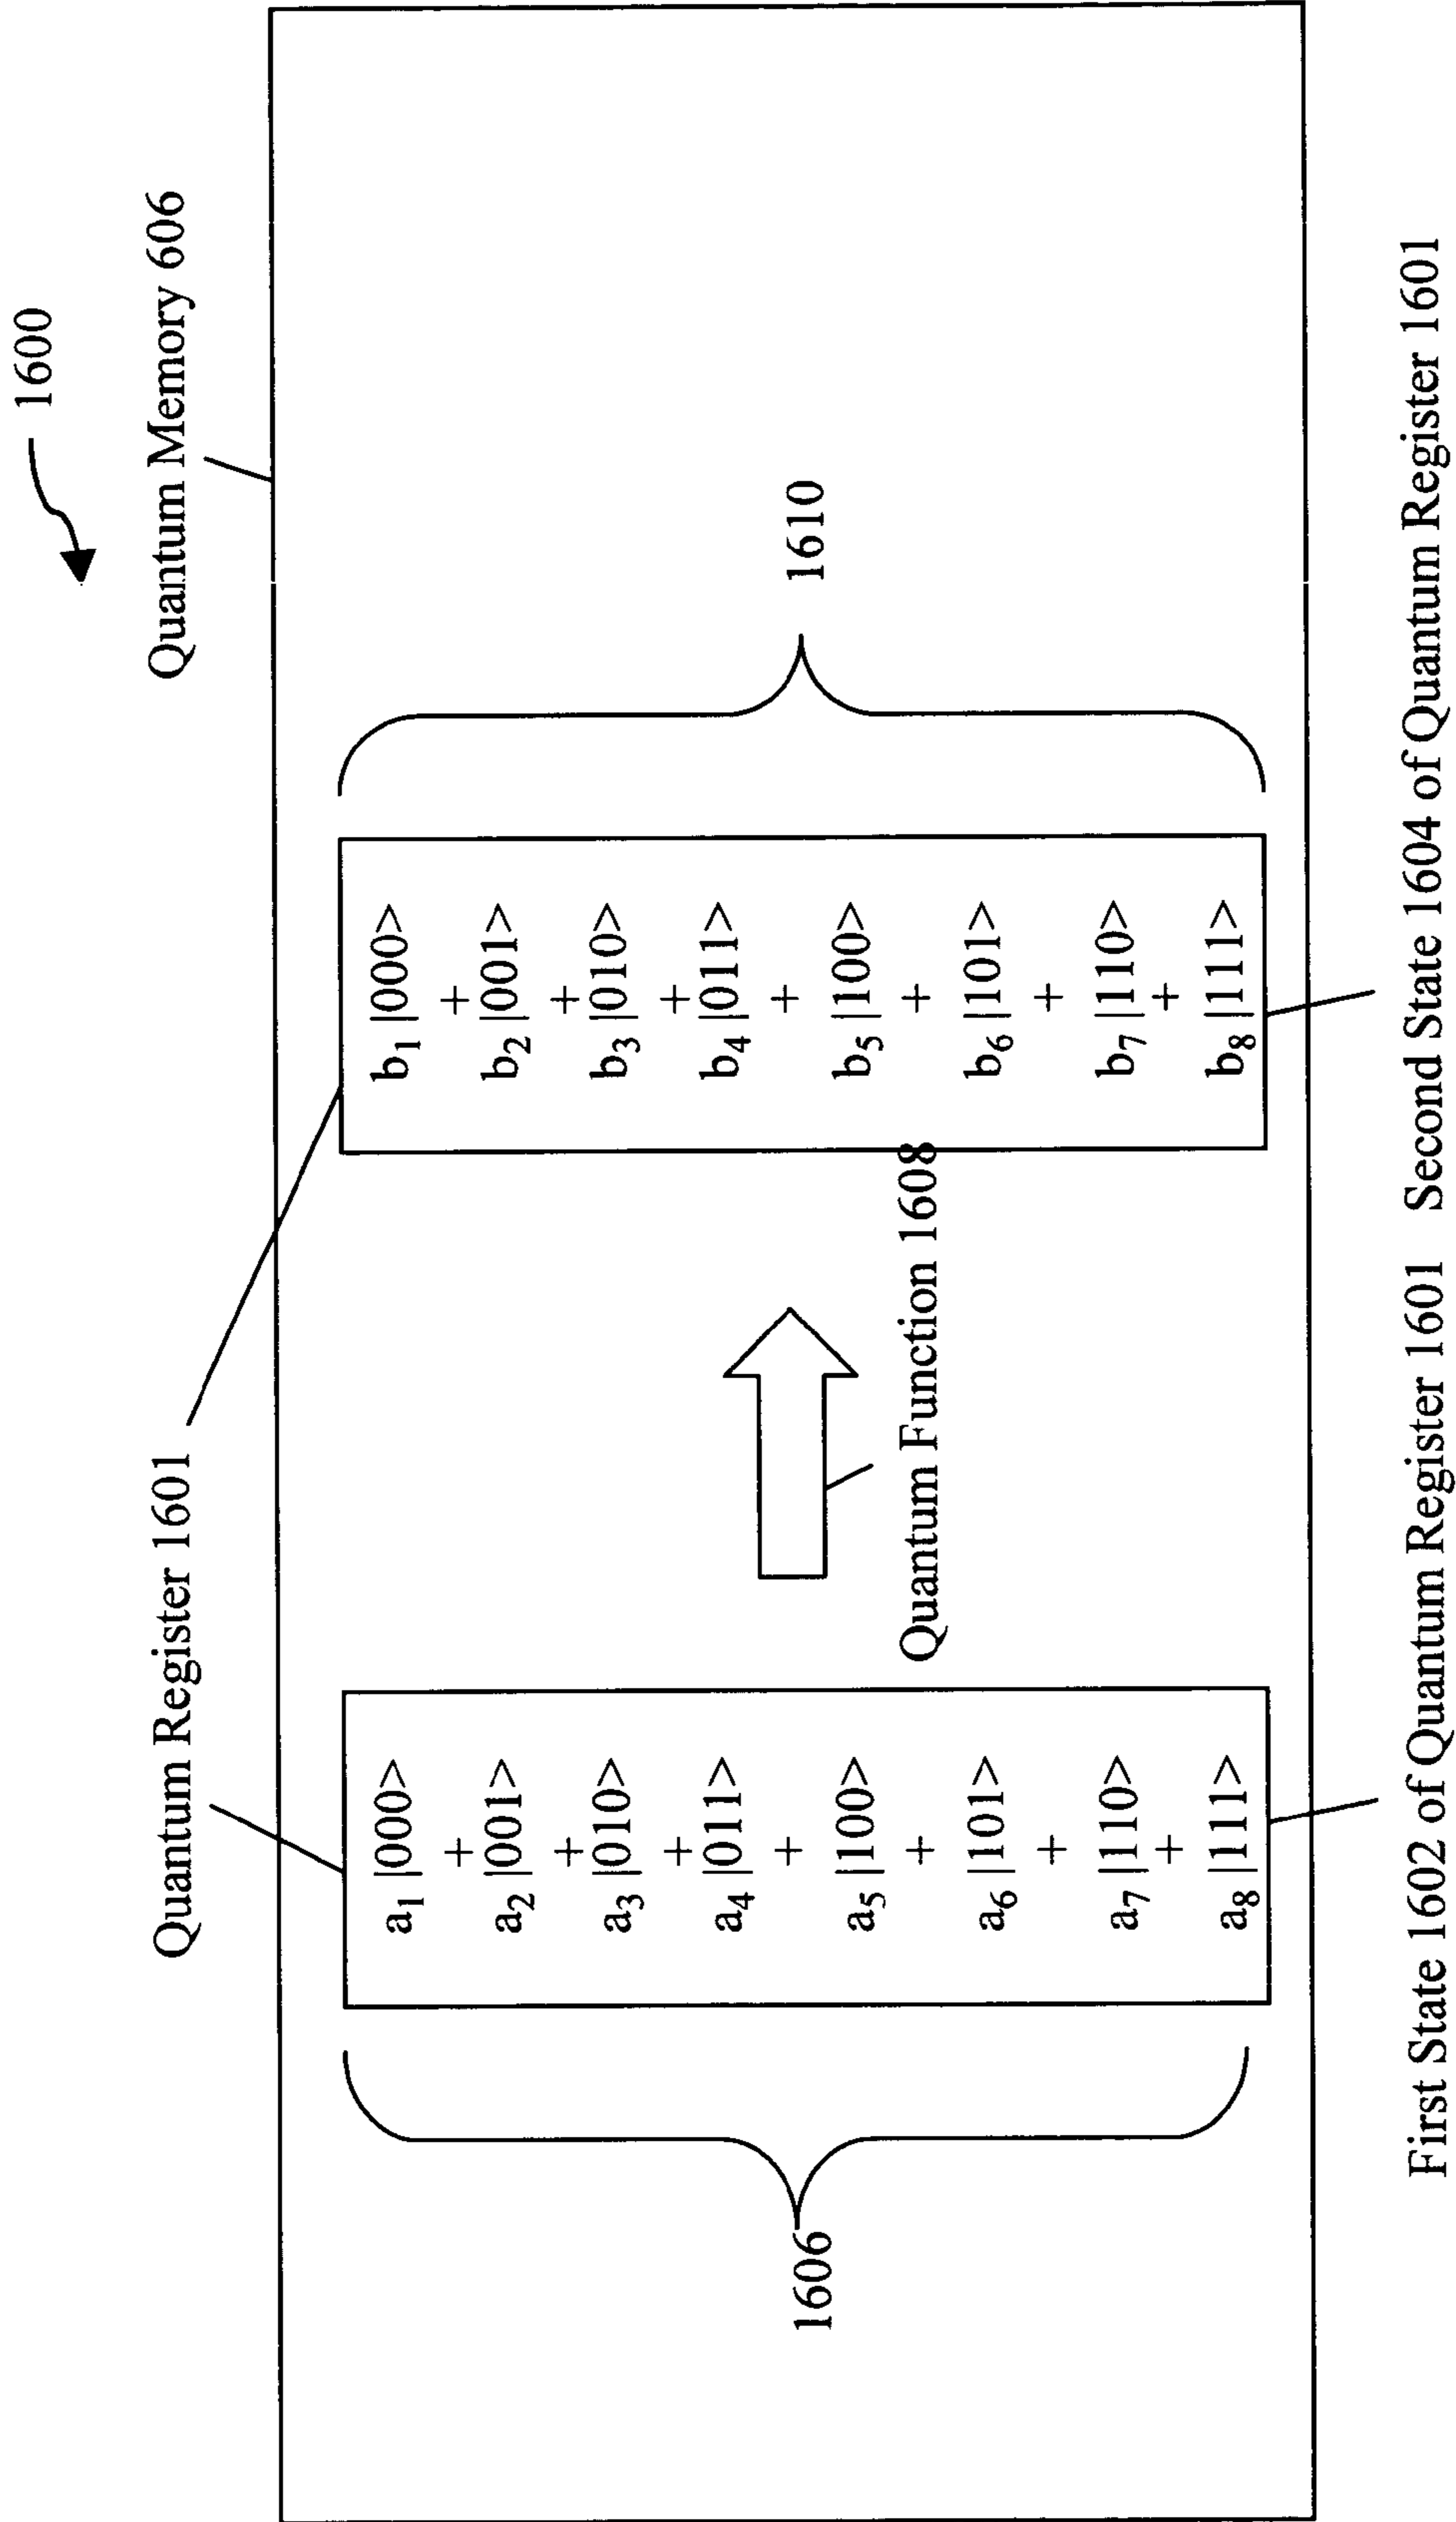 1600
Quantum Memory 606
Quantum Register 1601
1606
a₁|000>
+
a₂|001>
+
a₃|010>
+
a₄|011>
+
a₅|100>
+
a₆|101>
+
a₇|110>
+
a₈|111>
Quantum Function 1608
b₁|000>
+
b₂|001>
+
b₃|010>
+
b₄|011>
+
b₅|100>
+
b₆|101>
+
b₇|110>
+
b₈|111>
1610
First State 1602 of Quantum Register 1601
Second State 1604 of Quantum Register 1601